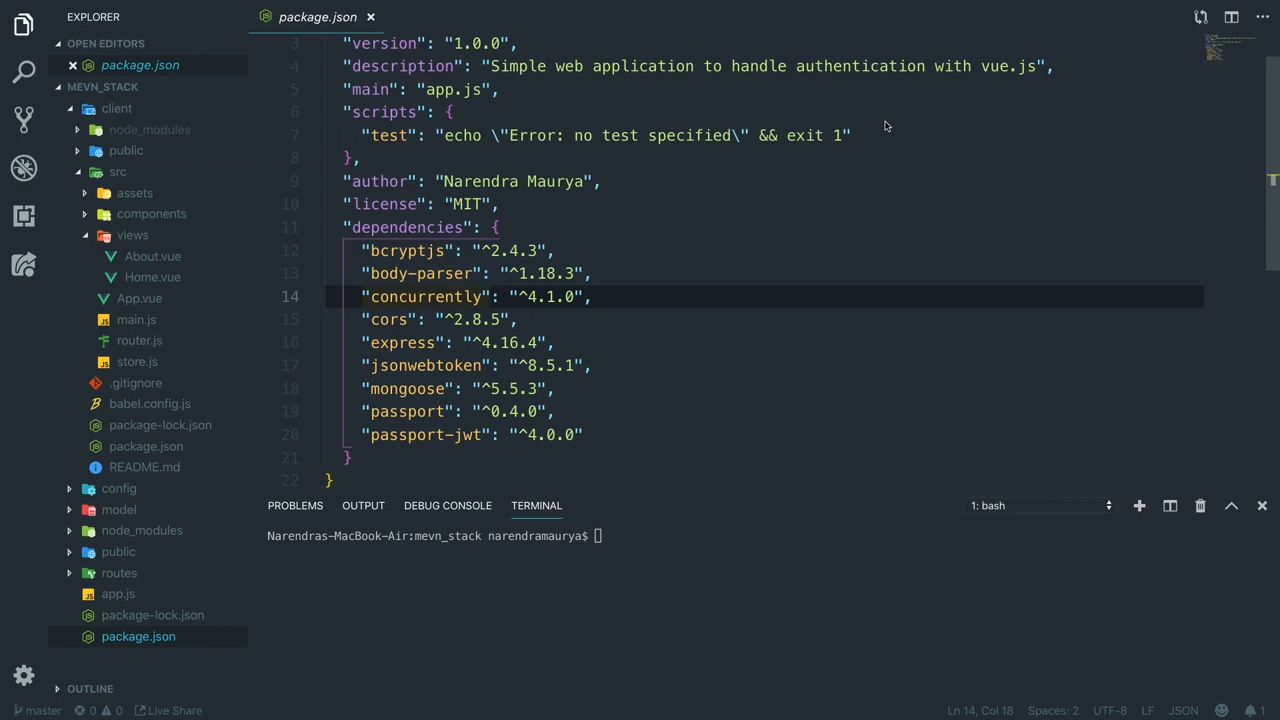 EXPLORER
OPEN EDITORS
package.json
MEVN_STACK
client
node_modules
public
src
assets
components
views
About.vue
Home.vue
App.vue
main.js
router.js
store.js
.gitignore
babel.config.js
package-lock.json
package.json
README.md
config
model
node_modules
public
routes
app.js
package-lock.json
package.json
OUTLINE
package.json
3 "version": "1.0.0",
4 "description": "Simple web application to handle authentication with vue.js",
5 "main": "app.js",
6 "scripts": {
7 "test": "echo \"Error: no test specified\" && exit 1"
8 },
9 "author": "Narendra Maurya",
10 "license": "MIT",
11 "dependencies": {
12 "bcryptjs": "^2.4.3",
13 "body-parser": "^1.18.3",
14 "concurrently": "^4.1.0",
15 "cors": "^2.8.5",
16 "express": "^4.16.4",
17 "jsonwebtoken": "^8.5.1",
18 "mongoose": "^5.5.3",
19 "passport": "^0.4.0",
20 "passport-jwt": "^4.0.0"
21 }
22 }
PROBLEMS OUTPUT DEBUG CONSOLE TERMINAL 1: bash
Narendras-MacBook-Air:mevn_stack narendramaurya$
master 0 0 Live Share Ln 14, Col 18 Spaces: 2 UTF-8 LF JSON 1